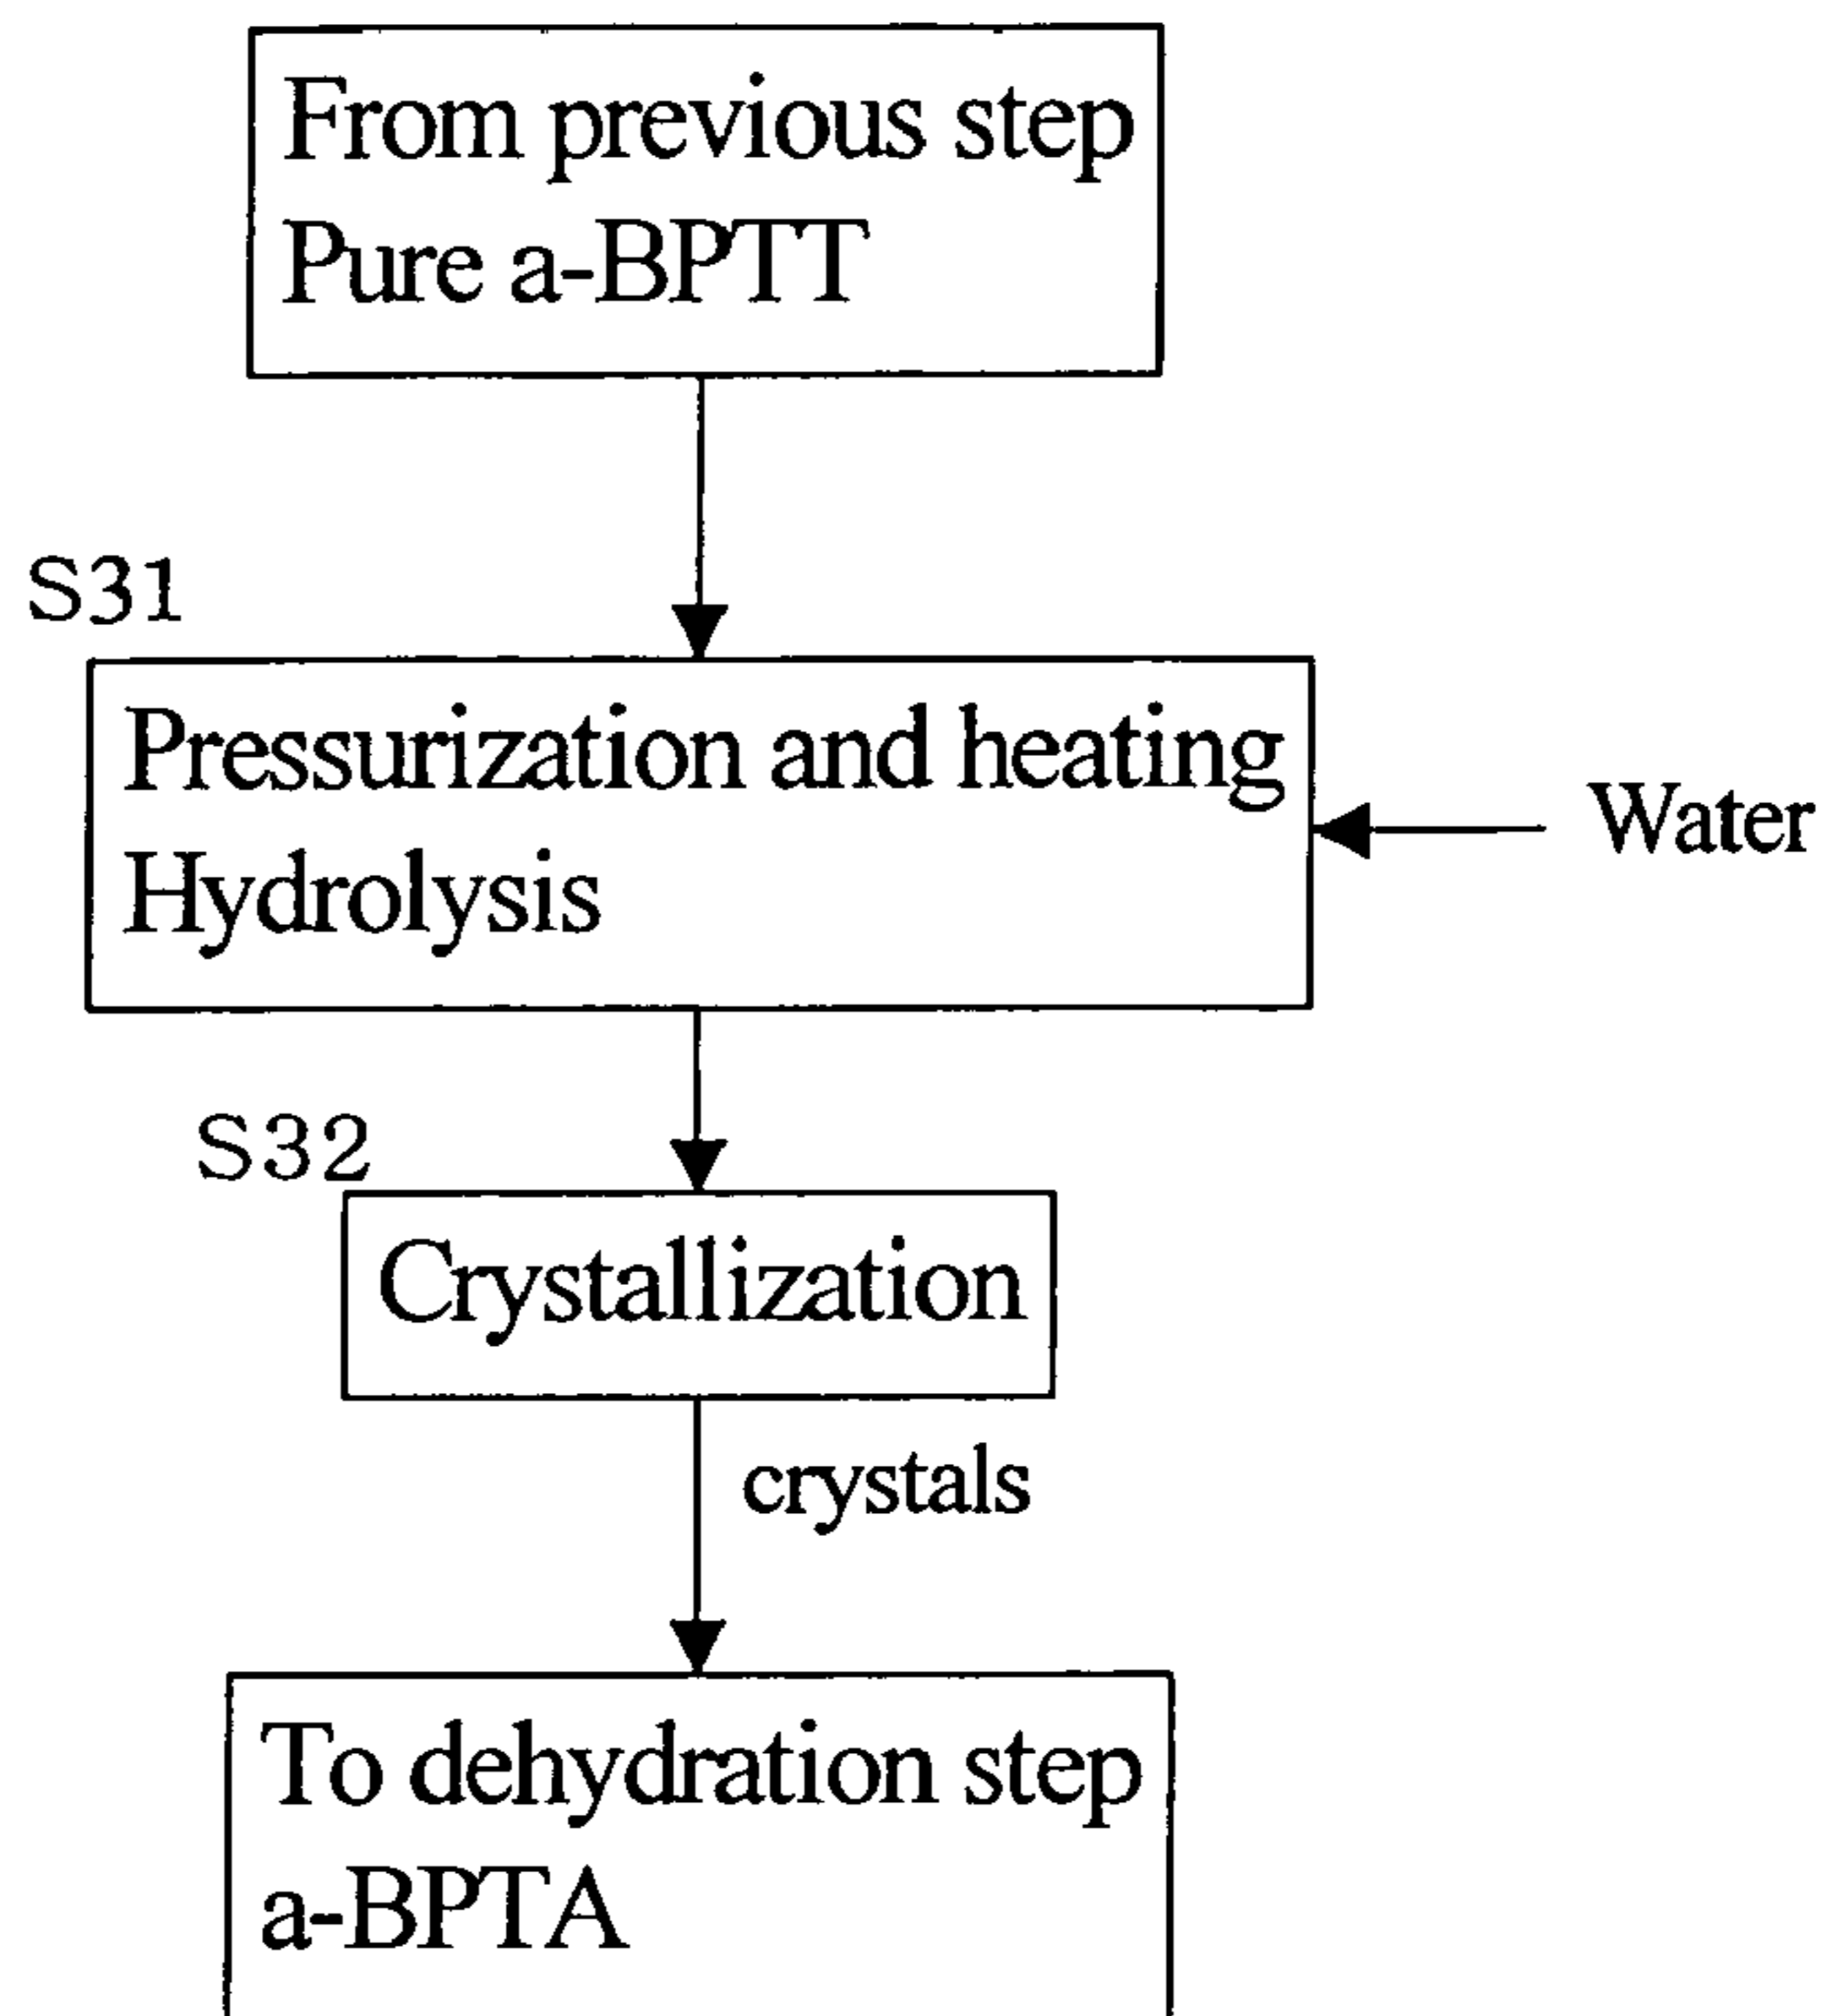 From previous step
Pure a-BPTT
S31
Pressurization and heating
Hydrolysis
Water
S32
Crystallization
crystals
To dehydration step
a-BPTA